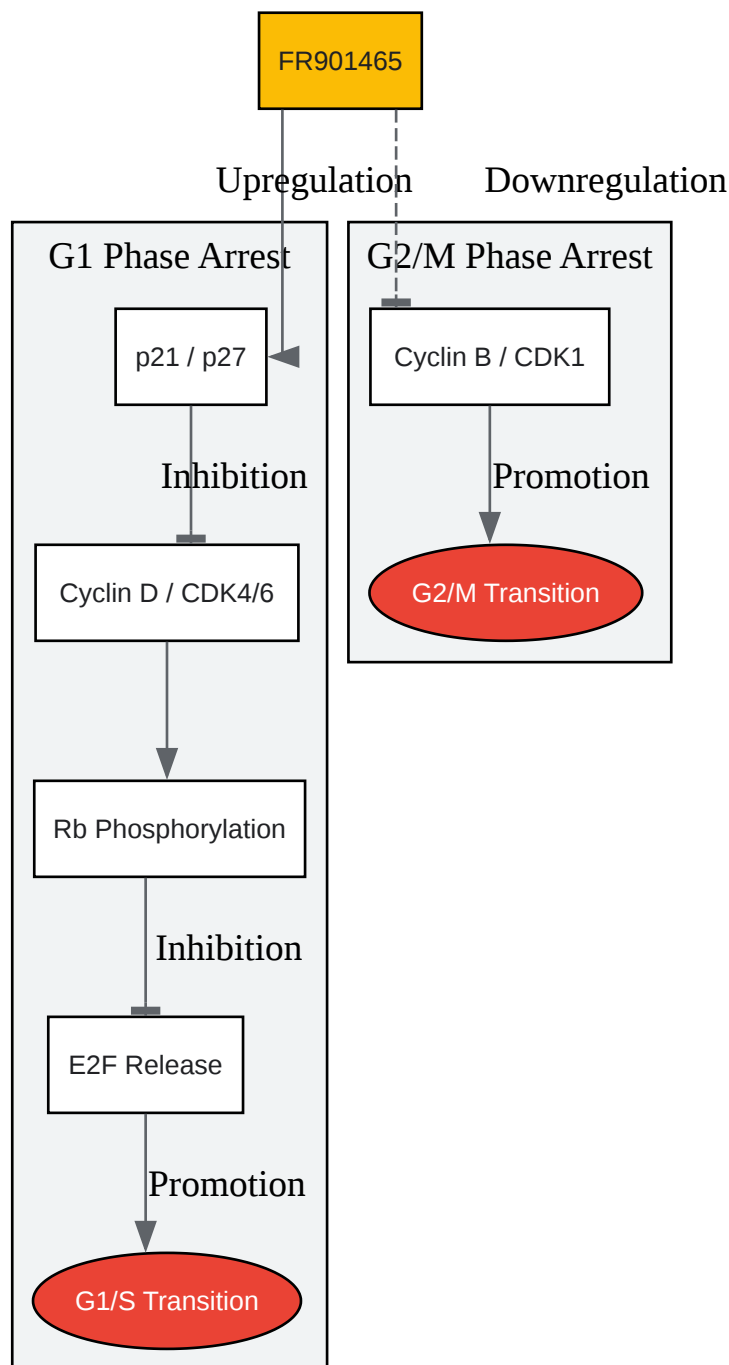 FR901465
Upregulation
Downregulation
G1 Phase Arrest
G2/M Phase Arrest
p21 / p27
Cyclin B / CDK1
Inhibition
Promotion
Cyclin D / CDK4/6
G2/M Transition
Rb Phosphorylation
Inhibition
E2F Release
Promotion
G1/S Transition